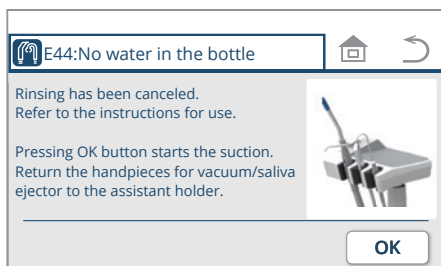 E44:No water in the bottle
Rinsing has been canceled.
Refer to the instructions for use.
Pressing OK button starts the suction.
Return the handpieces for vacuum/saliva
ejector to the assistant holder.
OK